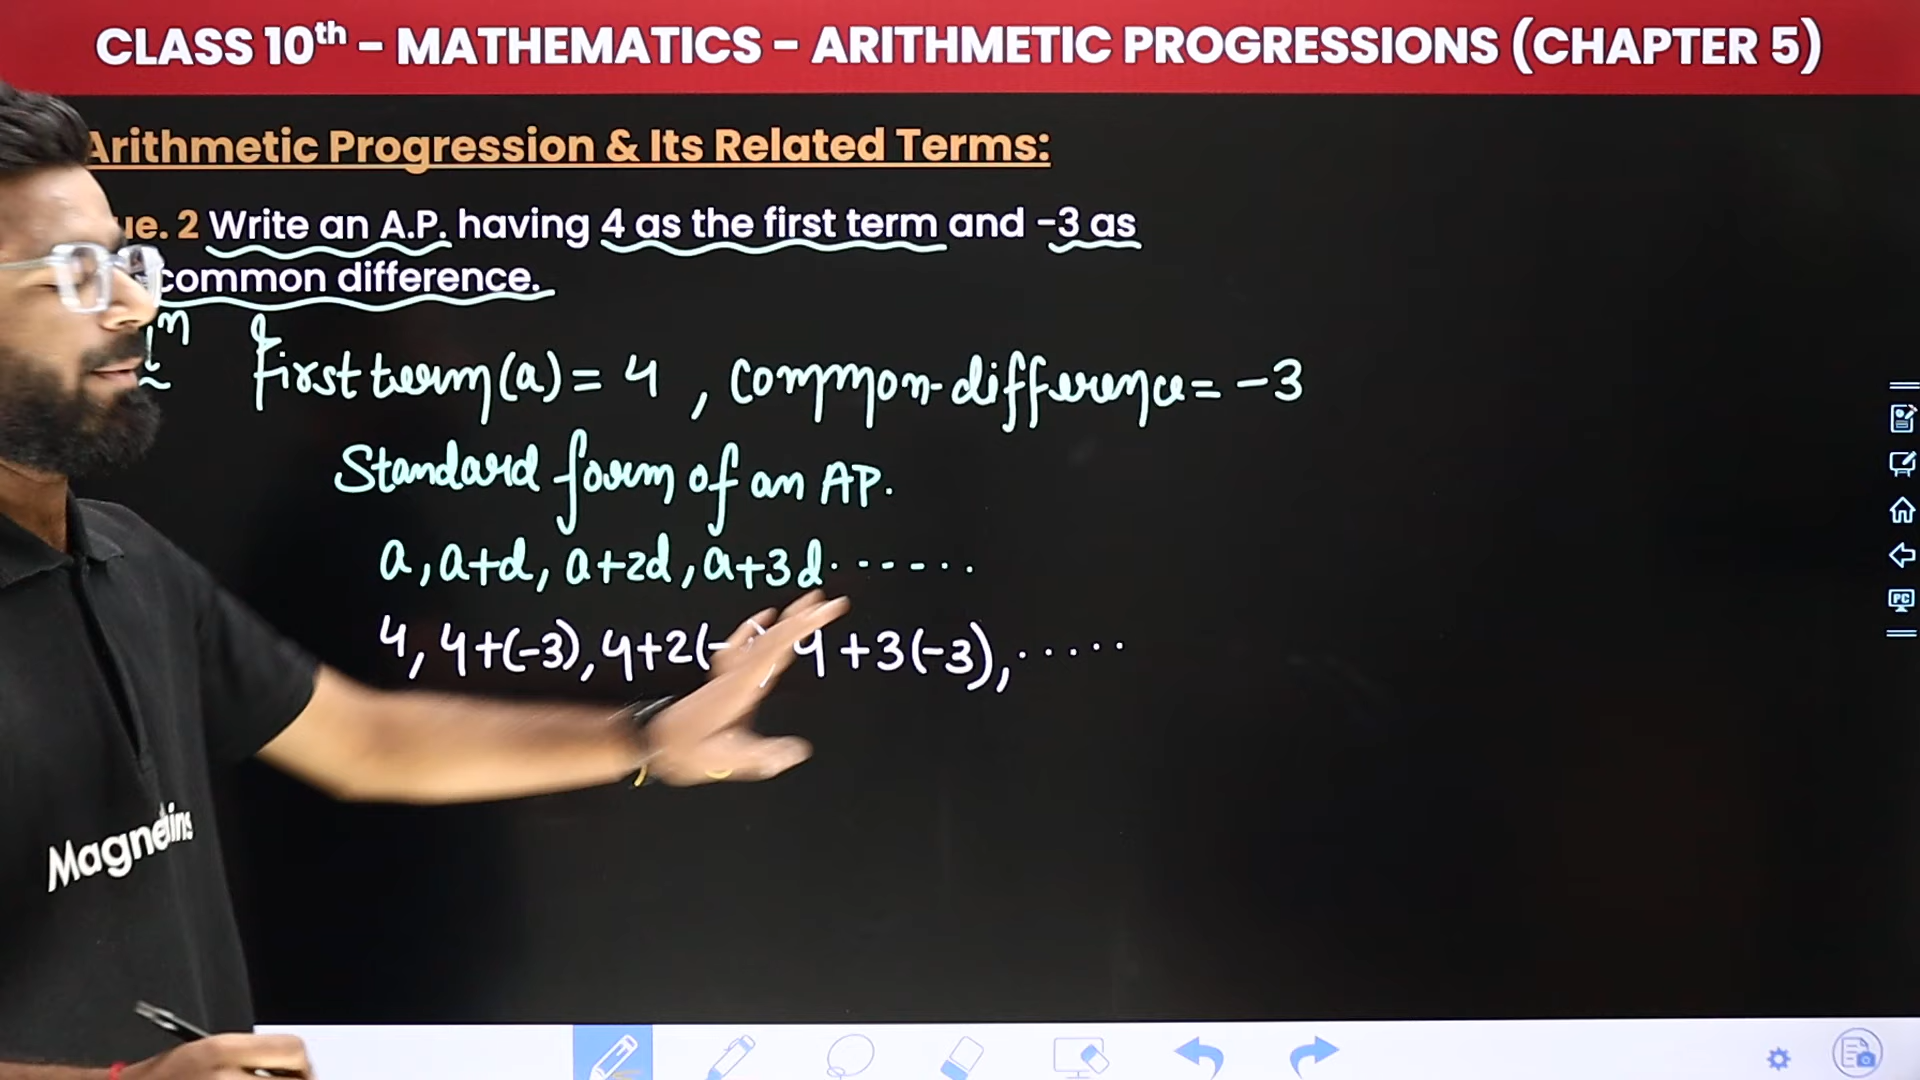 CLASS 10th – MATHEMATICS – ARITHMETIC PROGRESSIONS (CHAPTER 5)
Arithmetic Progression & Its Related Terms:
ue. 2 Write an A.P. having 4 as the first term and -3 as
common difference.
First term (a) = 4 , common-difference = -3
Standard form of an AP.
a, a+d, a+2d, a+3d.------.
4, 4+(-3), 4+2(- 4+3(-3), .....
PC